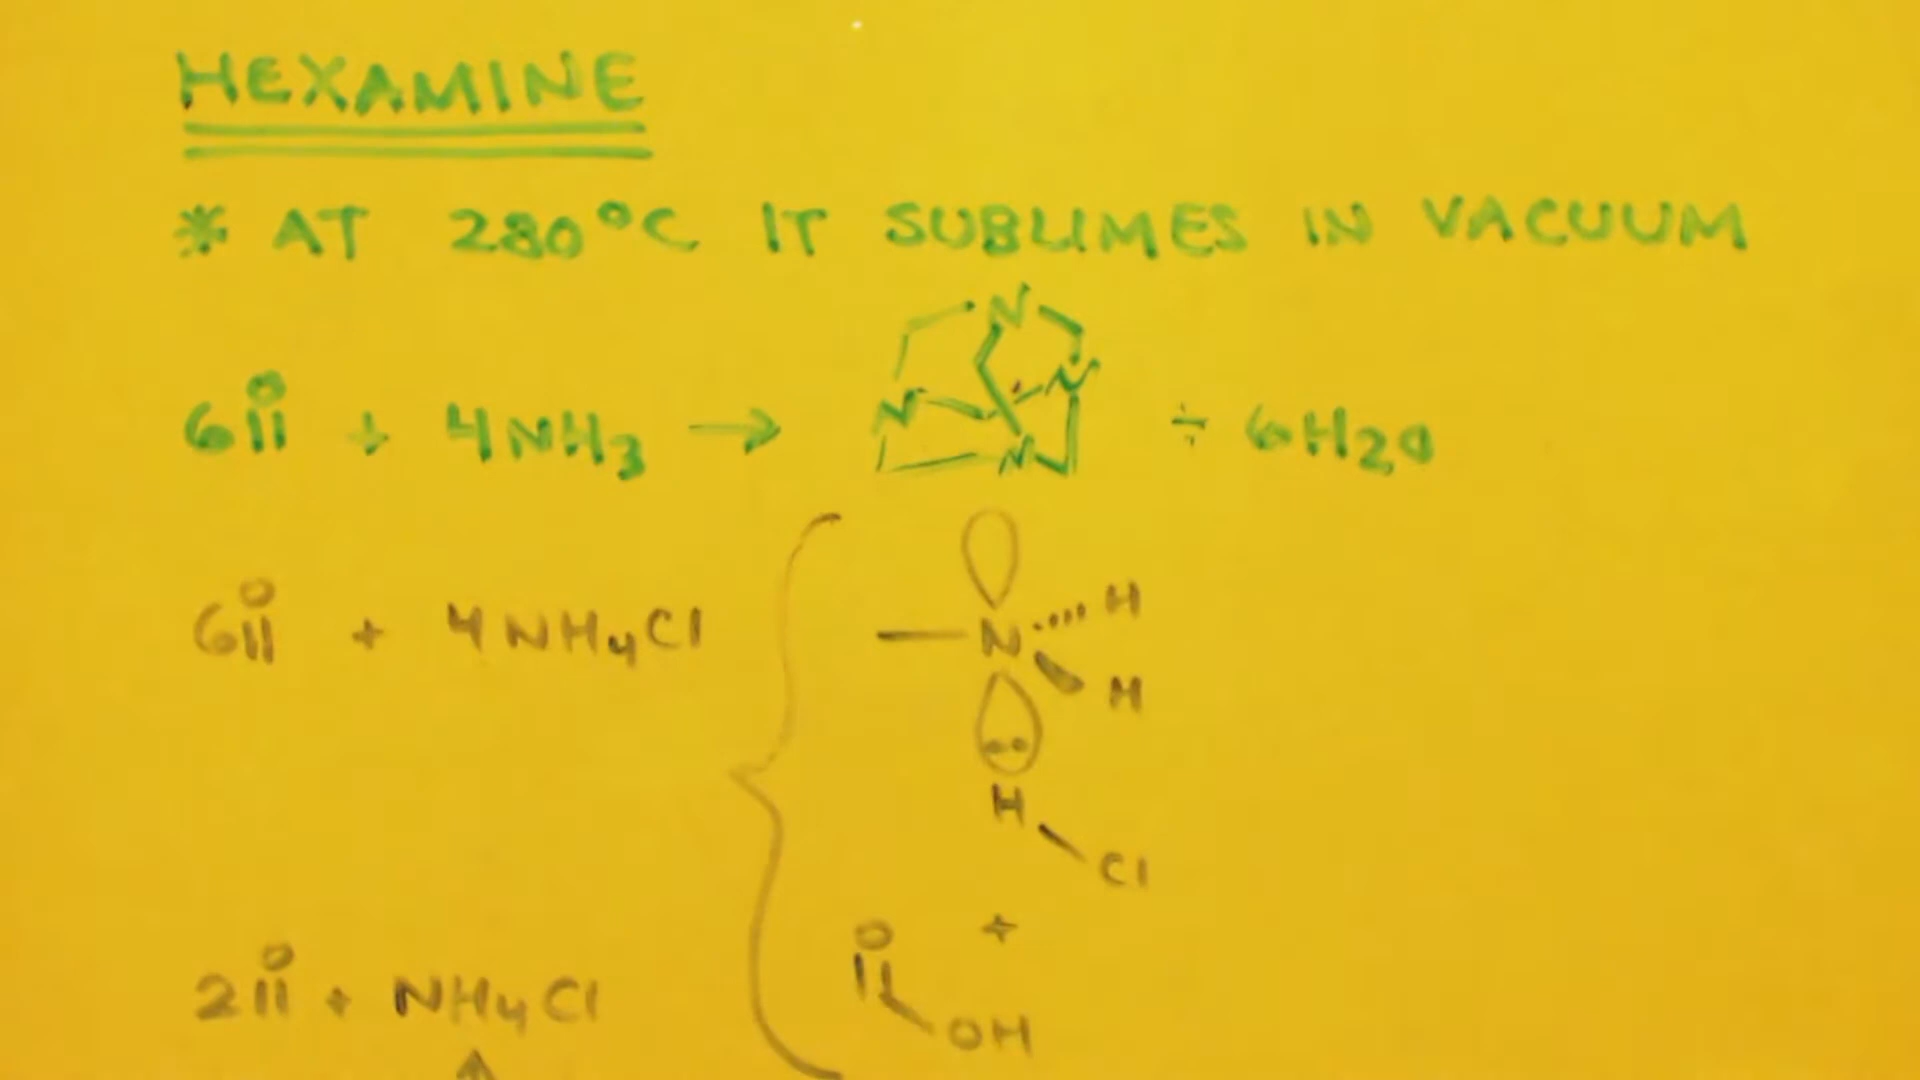 HEXAMINE
* AT 280°C IT SUBLIMES IN VACUUM
6 O + 4NH3 → N N N N + 6H2O
6 O + 4NH4Cl
N H
H
H
Cl
+
O
OH
2 O + NH4Cl